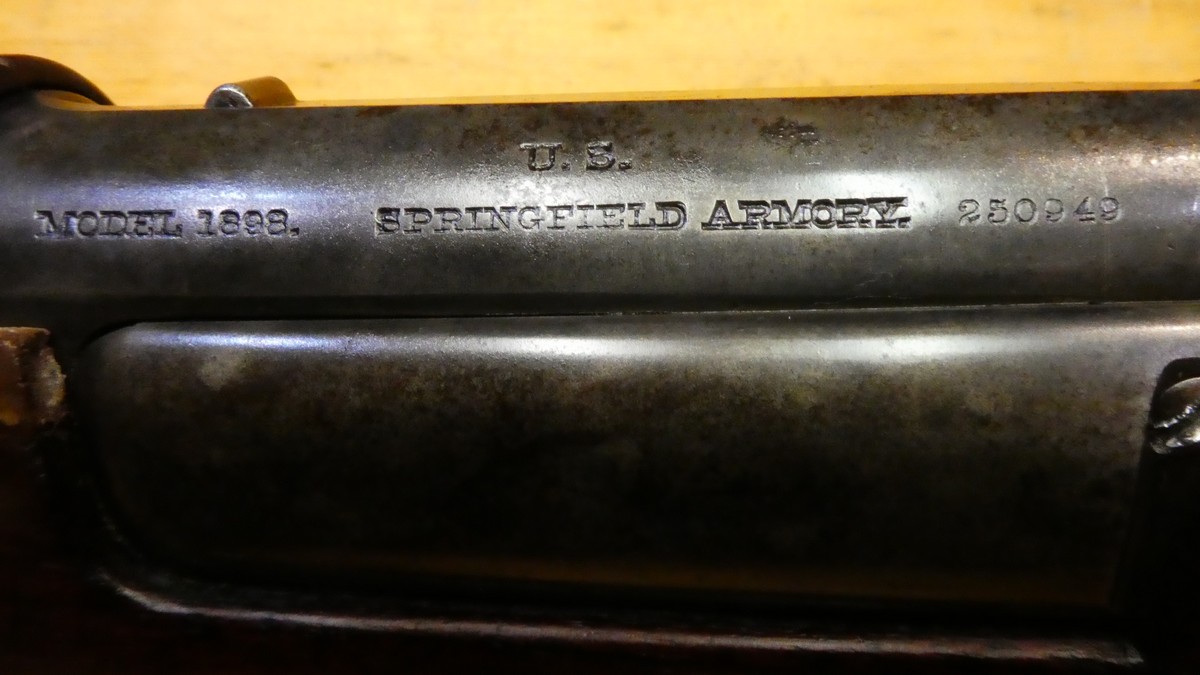 U. S.
MODEL 1898. SPRINGFIELD ARMORY. 250949